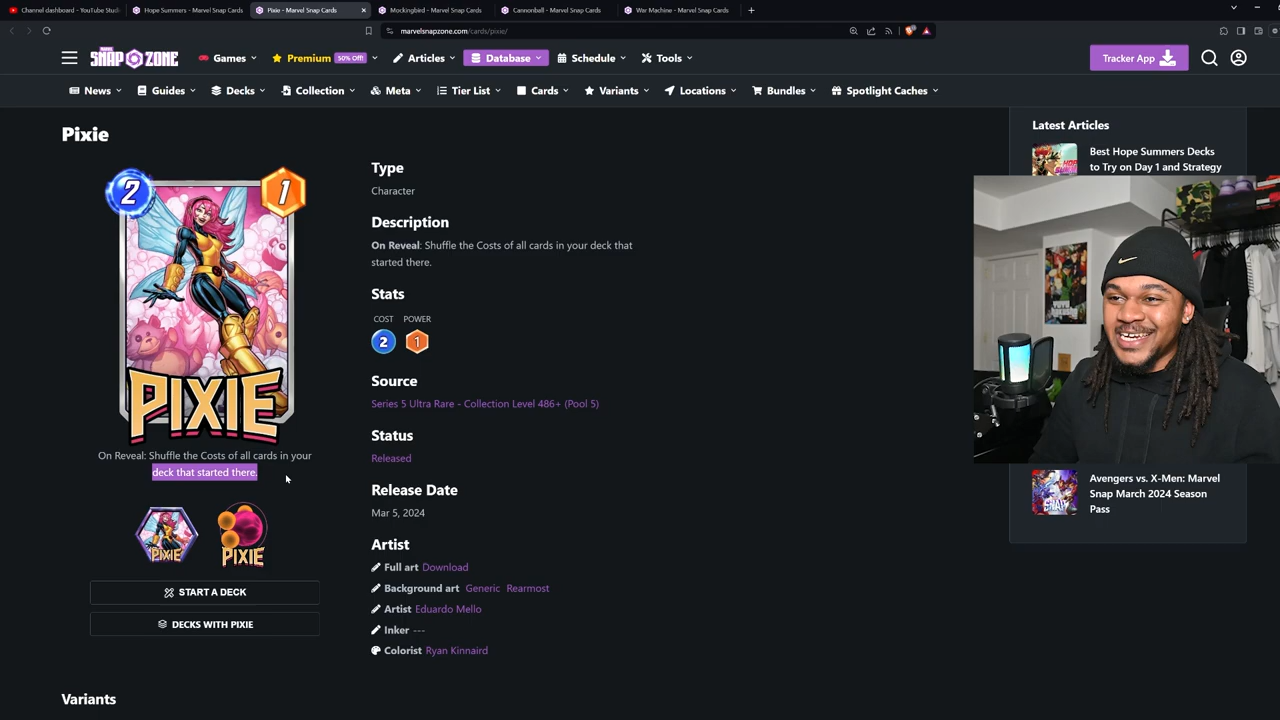 Channel dashboard - YouTube Stud
Hope Summers - Marvel Snap Cards
Pixie - Marvel Snap Cards
Mockingbird - Marvel Snap Cards
Cannonball - Marvel Snap Cards
War Machine - Marvel Snap Cards
marvelsnapzone.com/cards/pixie/
MARVEL SNAP ZONE
Games
Premium 50% Off!
Articles
Database
Schedule
Tools
Tracker App
News
Guides
Decks
Collection
Meta
Tier List
Cards
Variants
Locations
Bundles
Spotlight Caches
Pixie
2
1
PIXIE
On Reveal: Shuffle the Costs of all cards in your
deck that started there.
PIXIE
PIXIE
START A DECK
DECKS WITH PIXIE
Variants
Type
Character
Description
On Reveal: Shuffle the Costs of all cards in your deck that
started there.
Stats
COST POWER
2 1
Source
Series 5 Ultra Rare - Collection Level 486+ (Pool 5)
Status
Released
Release Date
Mar 5, 2024
Artist
Full art Download
Background art Generic Rearmost
Artist Eduardo Mello
Inker ---
Colorist Ryan Kinnaird
Latest Articles
Best Hope Summers Decks
to Try on Day 1 and Strategy
Avengers vs. X-Men: Marvel
Snap March 2024 Season
Pass